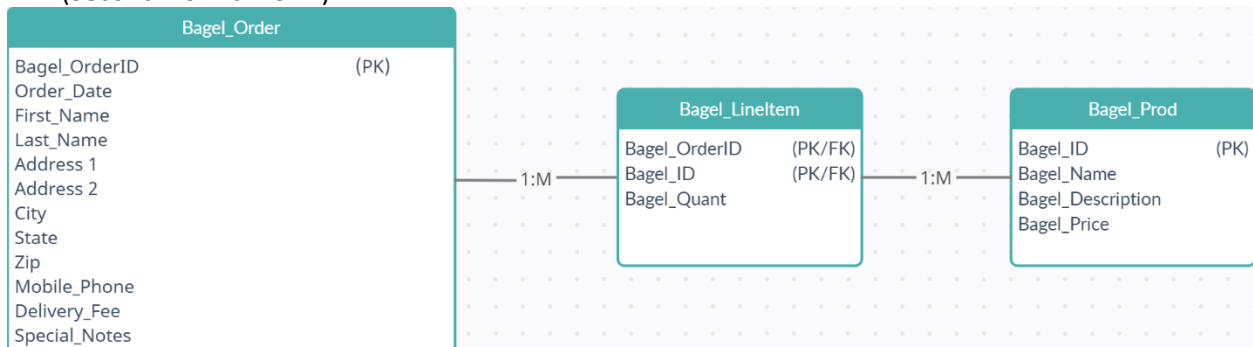 Bagel_Order
Bagel_OrderID (PK)
Order_Date
First_Name
Last_Name
Address 1
Address 2
City
State
Zip
Mobile_Phone
Delivery_Fee
Special_Notes
1:M
Bagel_LineItem
Bagel_OrderID (PK/FK)
Bagel_ID (PK/FK)
Bagel_Quant
1:M
Bagel_Prod
Bagel_ID (PK)
Bagel_Name
Bagel_Description
Bagel_Price